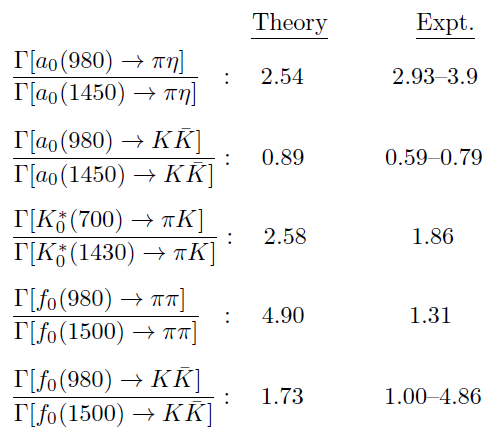 Theory Expt.
Γ[a₀(980) → πη]
Γ[a₀(1450) → πη] : 2.54 2.93–3.9
Γ[a₀(980) → KK̄]
Γ[a₀(1450) → KK̄] : 0.89 0.59–0.79
Γ[K₀*(700) → πK]
Γ[K₀*(1430) → πK] : 2.58 1.86
Γ[f₀(980) → ππ]
Γ[f₀(1500) → ππ] : 4.90 1.31
Γ[f₀(980) → KK̄]
Γ[f₀(1500) → KK̄] : 1.73 1.00–4.86